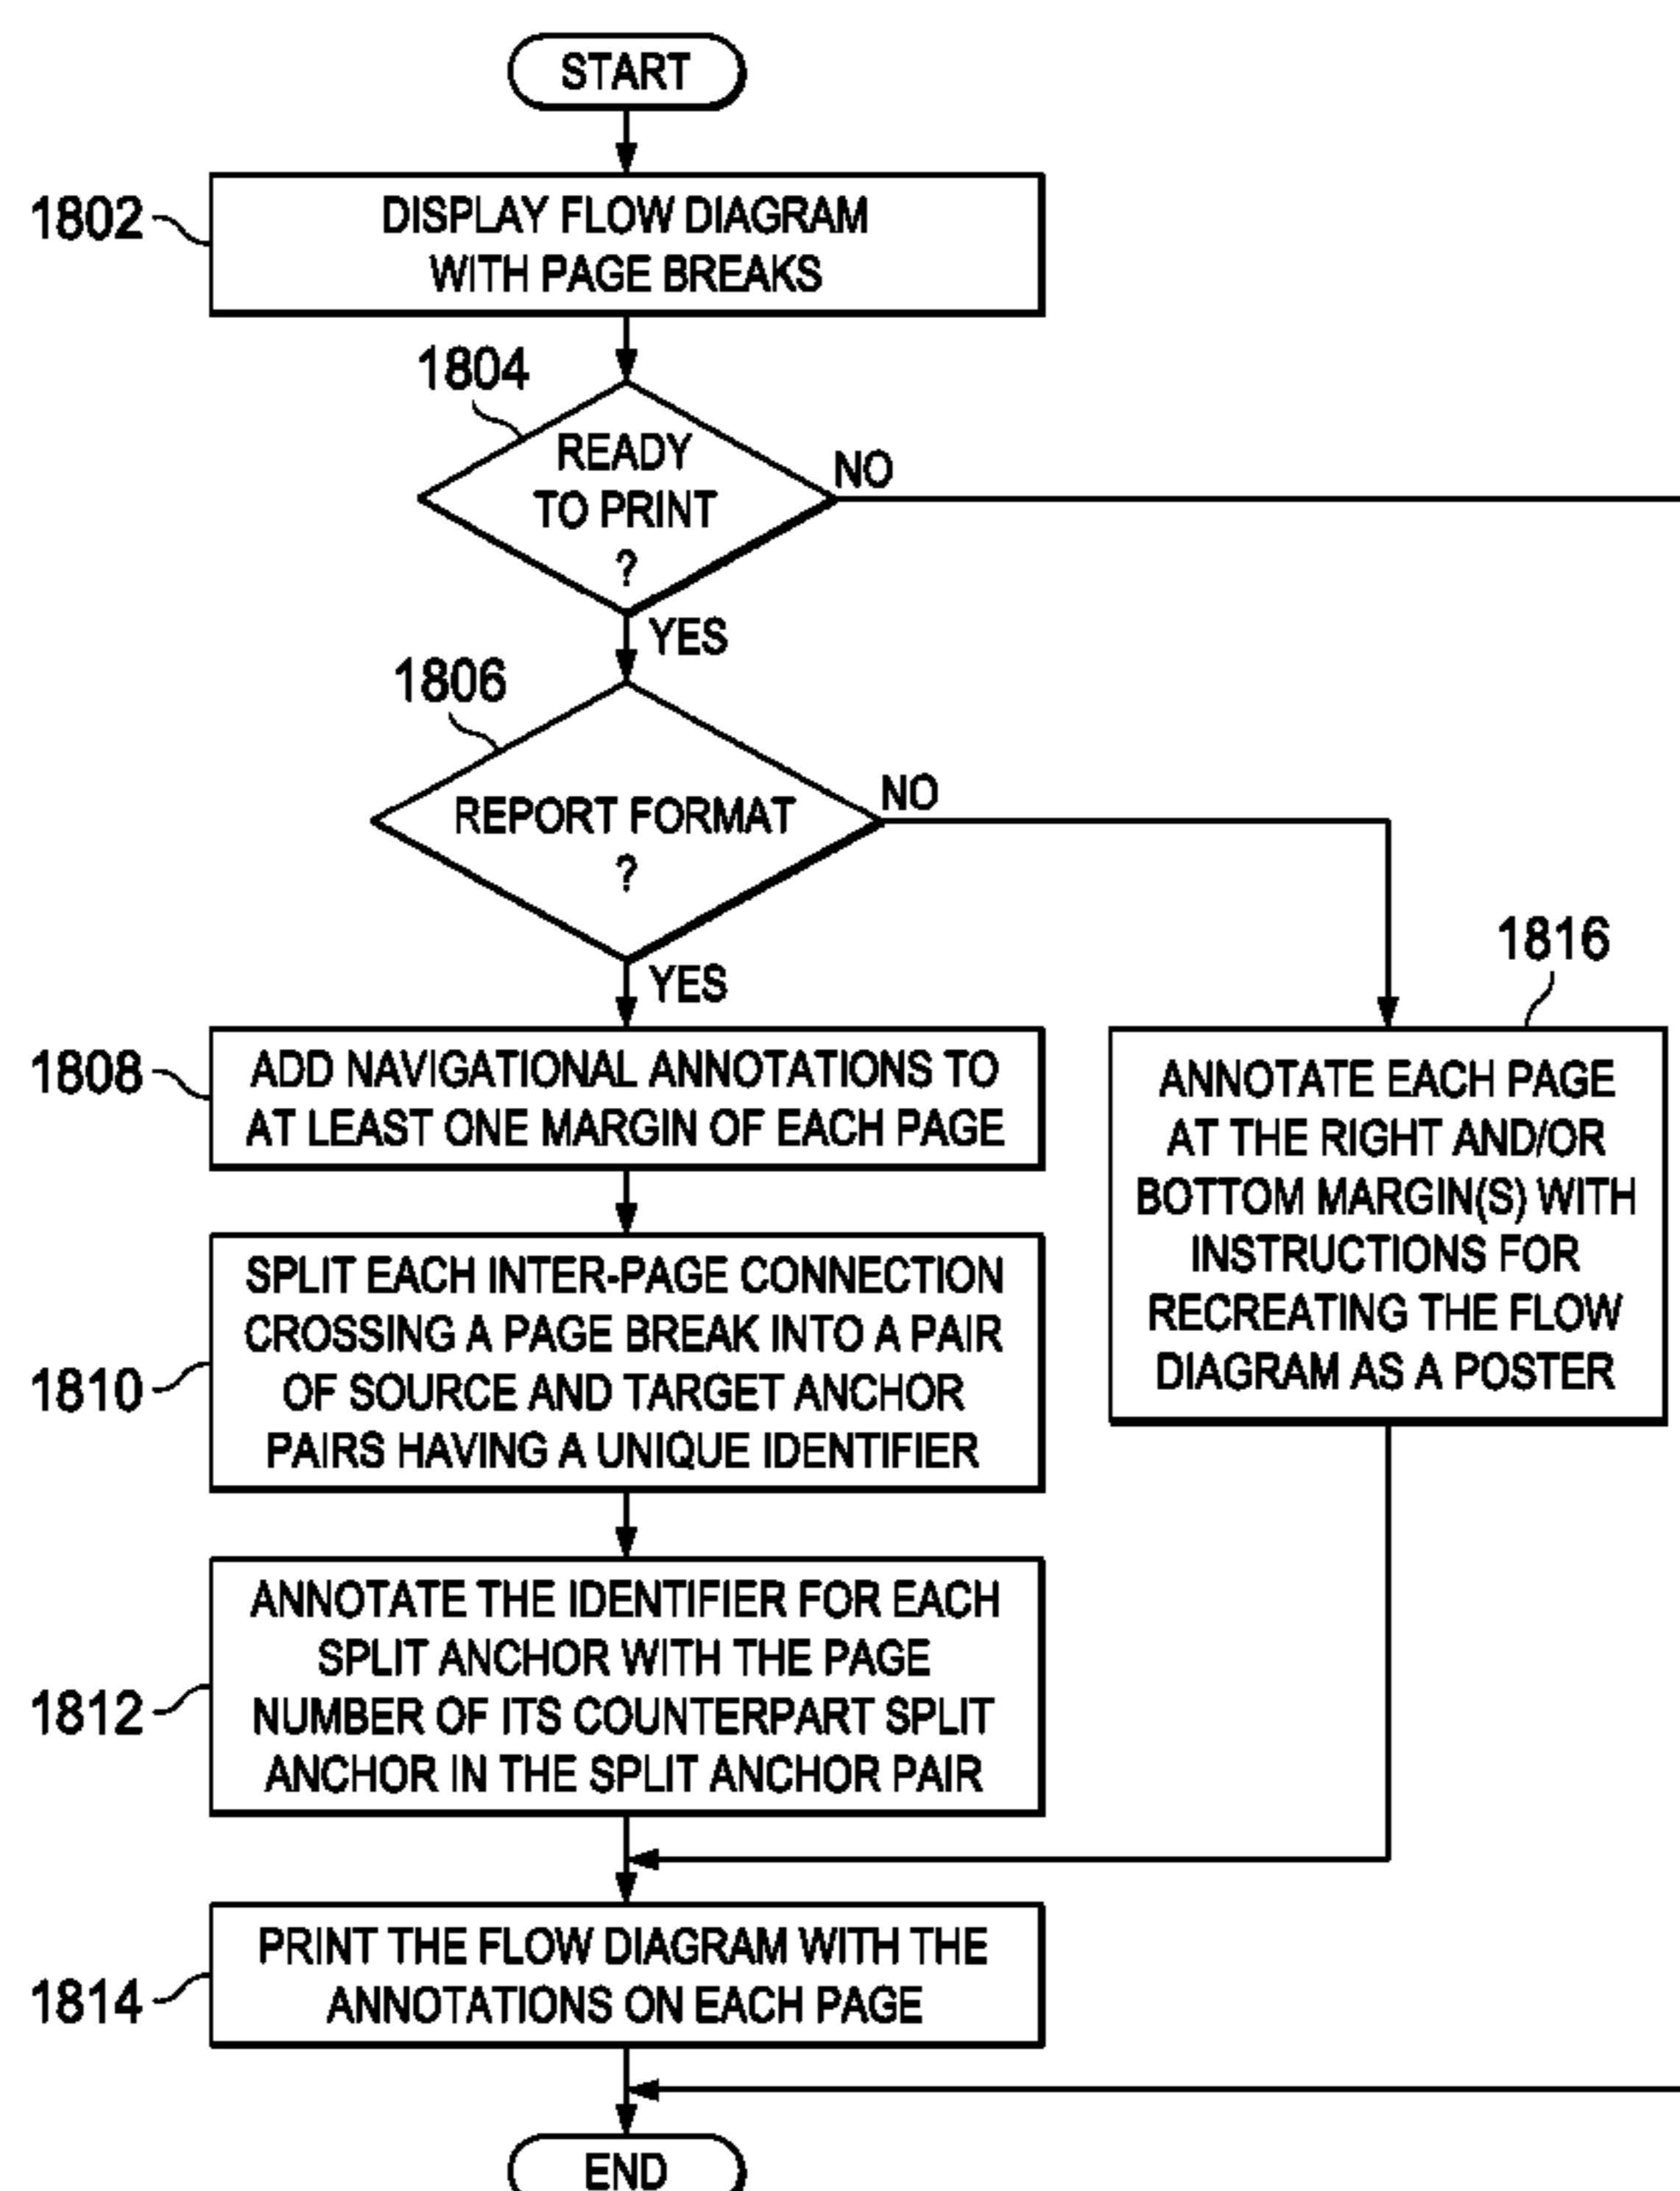 START
1802
DISPLAY FLOW DIAGRAM
WITH PAGE BREAKS
1804
READY
TO PRINT
?
NO
YES
1806
REPORT FORMAT
?
NO
YES
1808
ADD NAVIGATIONAL ANNOTATIONS TO
AT LEAST ONE MARGIN OF EACH PAGE
1816
ANNOTATE EACH PAGE
AT THE RIGHT AND/OR
BOTTOM MARGIN(S) WITH
INSTRUCTIONS FOR
RECREATING THE FLOW
DIAGRAM AS A POSTER
1810
SPLIT EACH INTER-PAGE CONNECTION
CROSSING A PAGE BREAK INTO A PAIR
OF SOURCE AND TARGET ANCHOR
PAIRS HAVING A UNIQUE IDENTIFIER
1812
ANNOTATE THE IDENTIFIER FOR EACH
SPLIT ANCHOR WITH THE PAGE
NUMBER OF ITS COUNTERPART SPLIT
ANCHOR IN THE SPLIT ANCHOR PAIR
1814
PRINT THE FLOW DIAGRAM WITH THE
ANNOTATIONS ON EACH PAGE
END